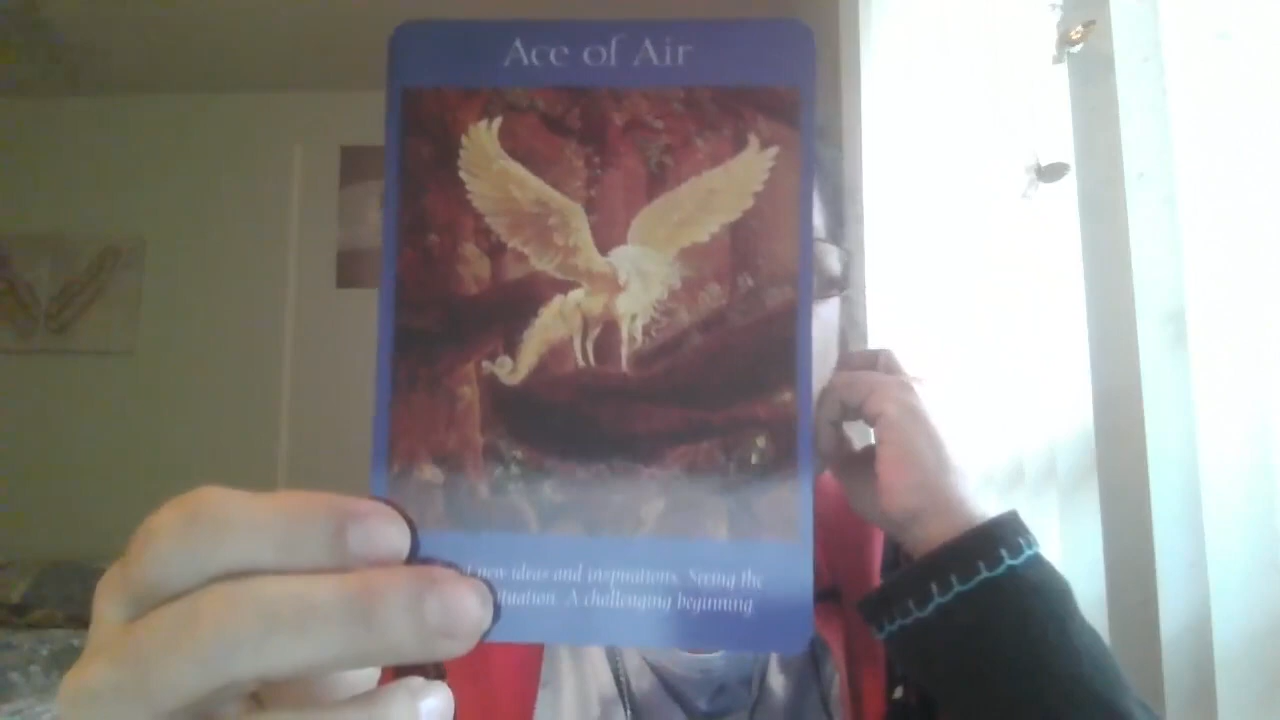 Ace of Air
new ideas and inspirations. Seeing the
situation. A challenging beginning.